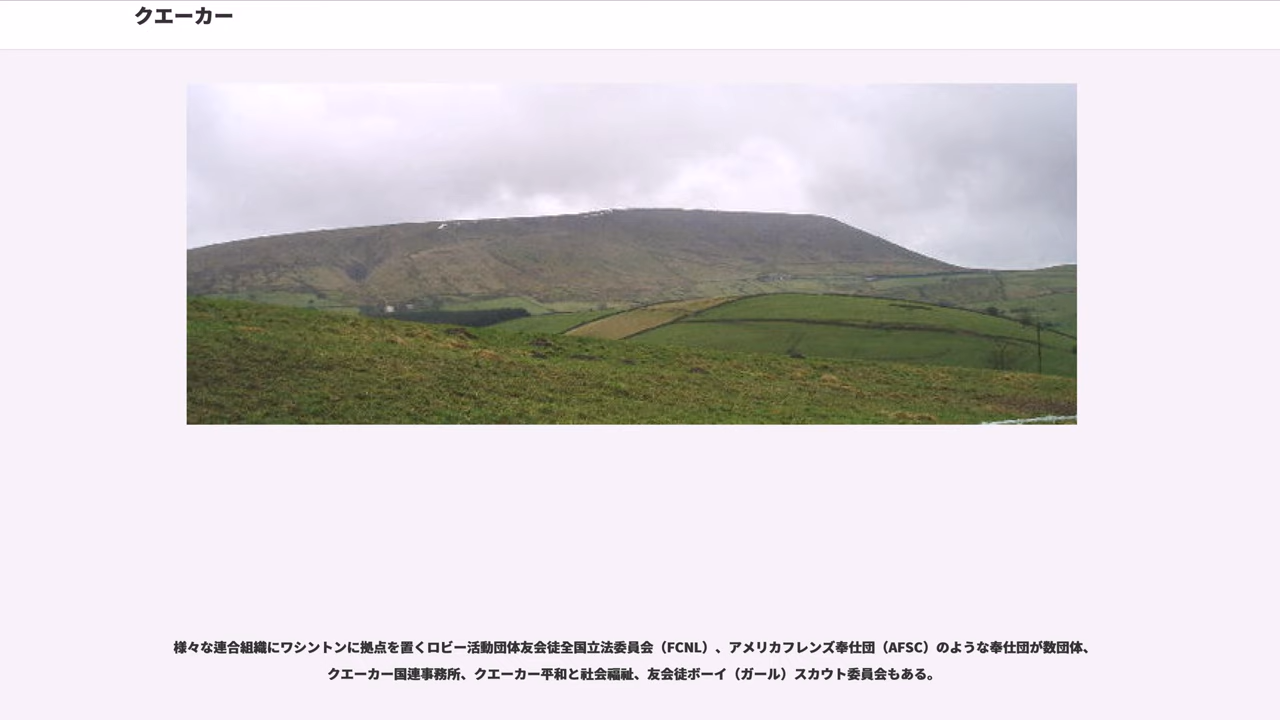 クエーカー
様々な連合組織にワシントンに拠点を置くロビー活動団体友会徒全国立法委員会（FCNL）、アメリカフレンズ奉仕団（AFSC）のような奉仕団が数団体、
クエーカー国連事務所、クエーカー平和と社会福祉、友会徒ボーイ（ガール）スカウト委員会もある。